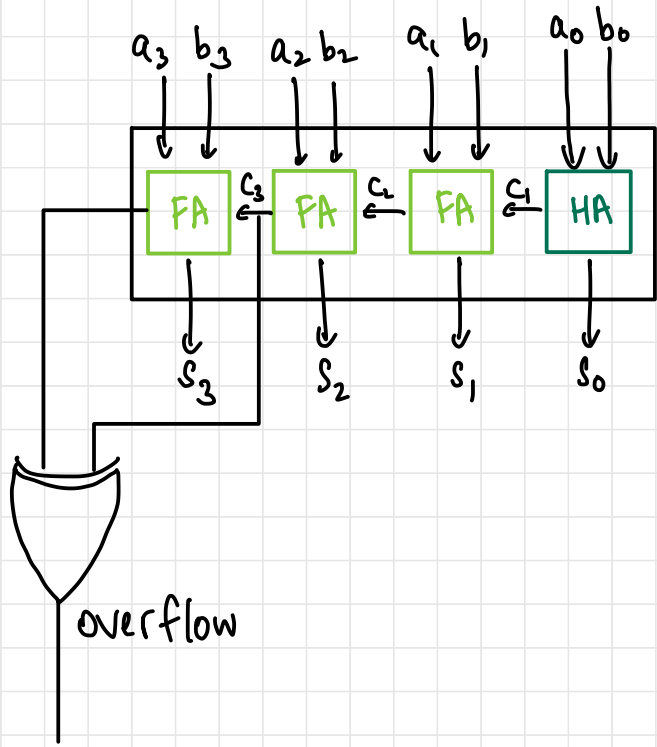 a₃ b₃ a₂ b₂ a₁ b₁ a₀ b₀
FA C₃ FA C₂ FA C₁ HA
S₃ S₂ S₁ S₀
overflow